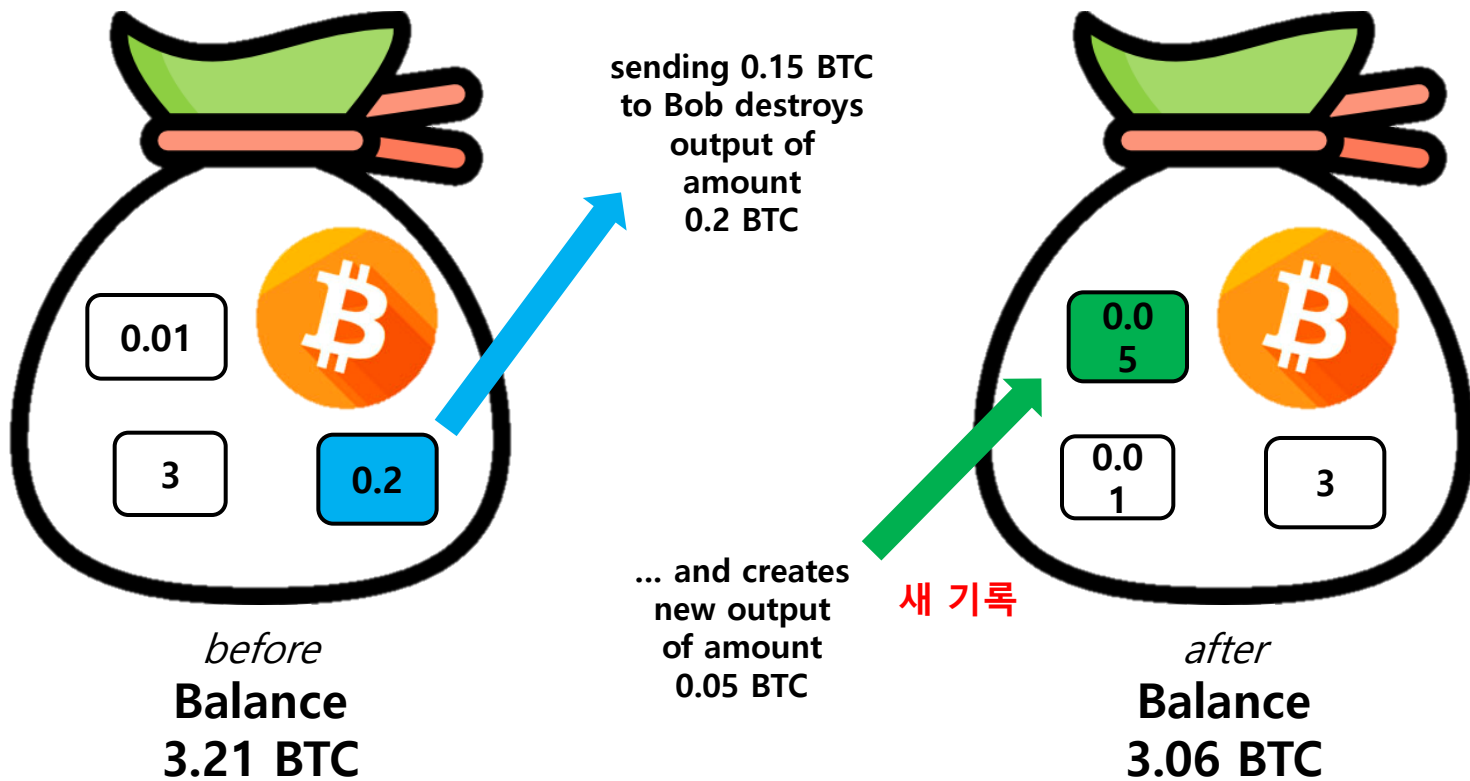 sending 0.15 BTC
to Bob destroys
output of
amount
0.2 BTC
0.01
3
0.2
0.0
5
0.0
1
3
... and creates
new output
of amount
0.05 BTC
새 기록
before
Balance
3.21 BTC
after
Balance
3.06 BTC